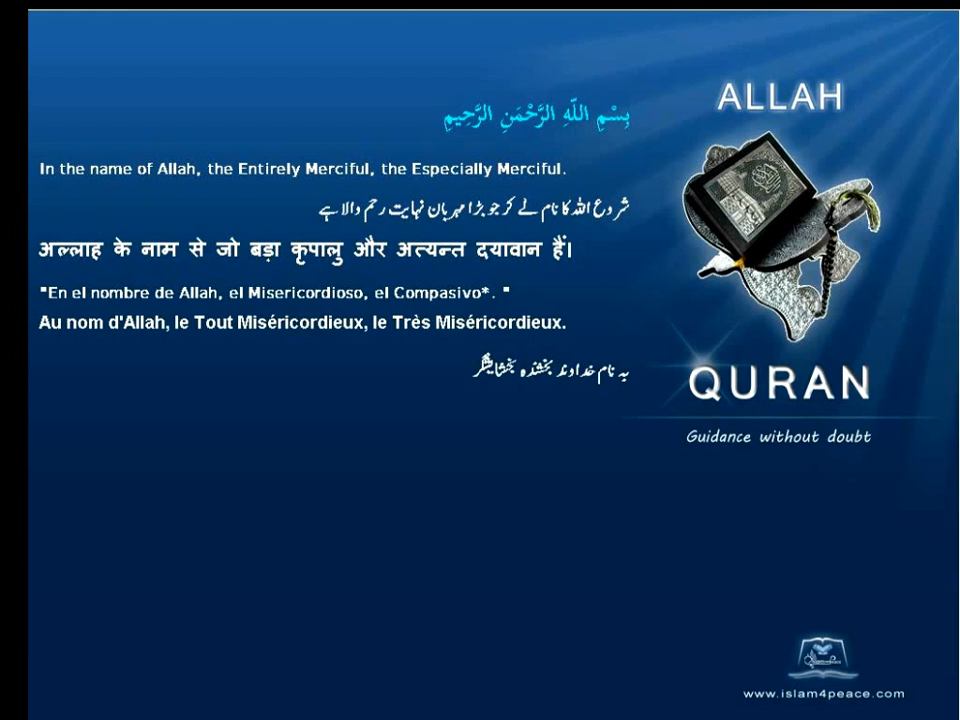 بِسْمِ اللَّهِ الرَّحْمَنِ الرَّحِيمِ
In the name of Allah, the Entirely Merciful, the Especially Merciful.
شروع الله کا نام لے کر جو بڑا مہربان نہایت رحم والا ہے
अल्लाह के नाम से जो बड़ा कृपालु और अत्यन्त दयावान हैं।
"En el nombre de Allah, el Misericordioso, el Compasivo*. "
Au nom d'Allah, le Tout Miséricordieux, le Très Miséricordieux.
به نام خداوند بخشنده بخشایشگر
ALLAH
QURAN
Guidance without doubt
www.islam4peace.com